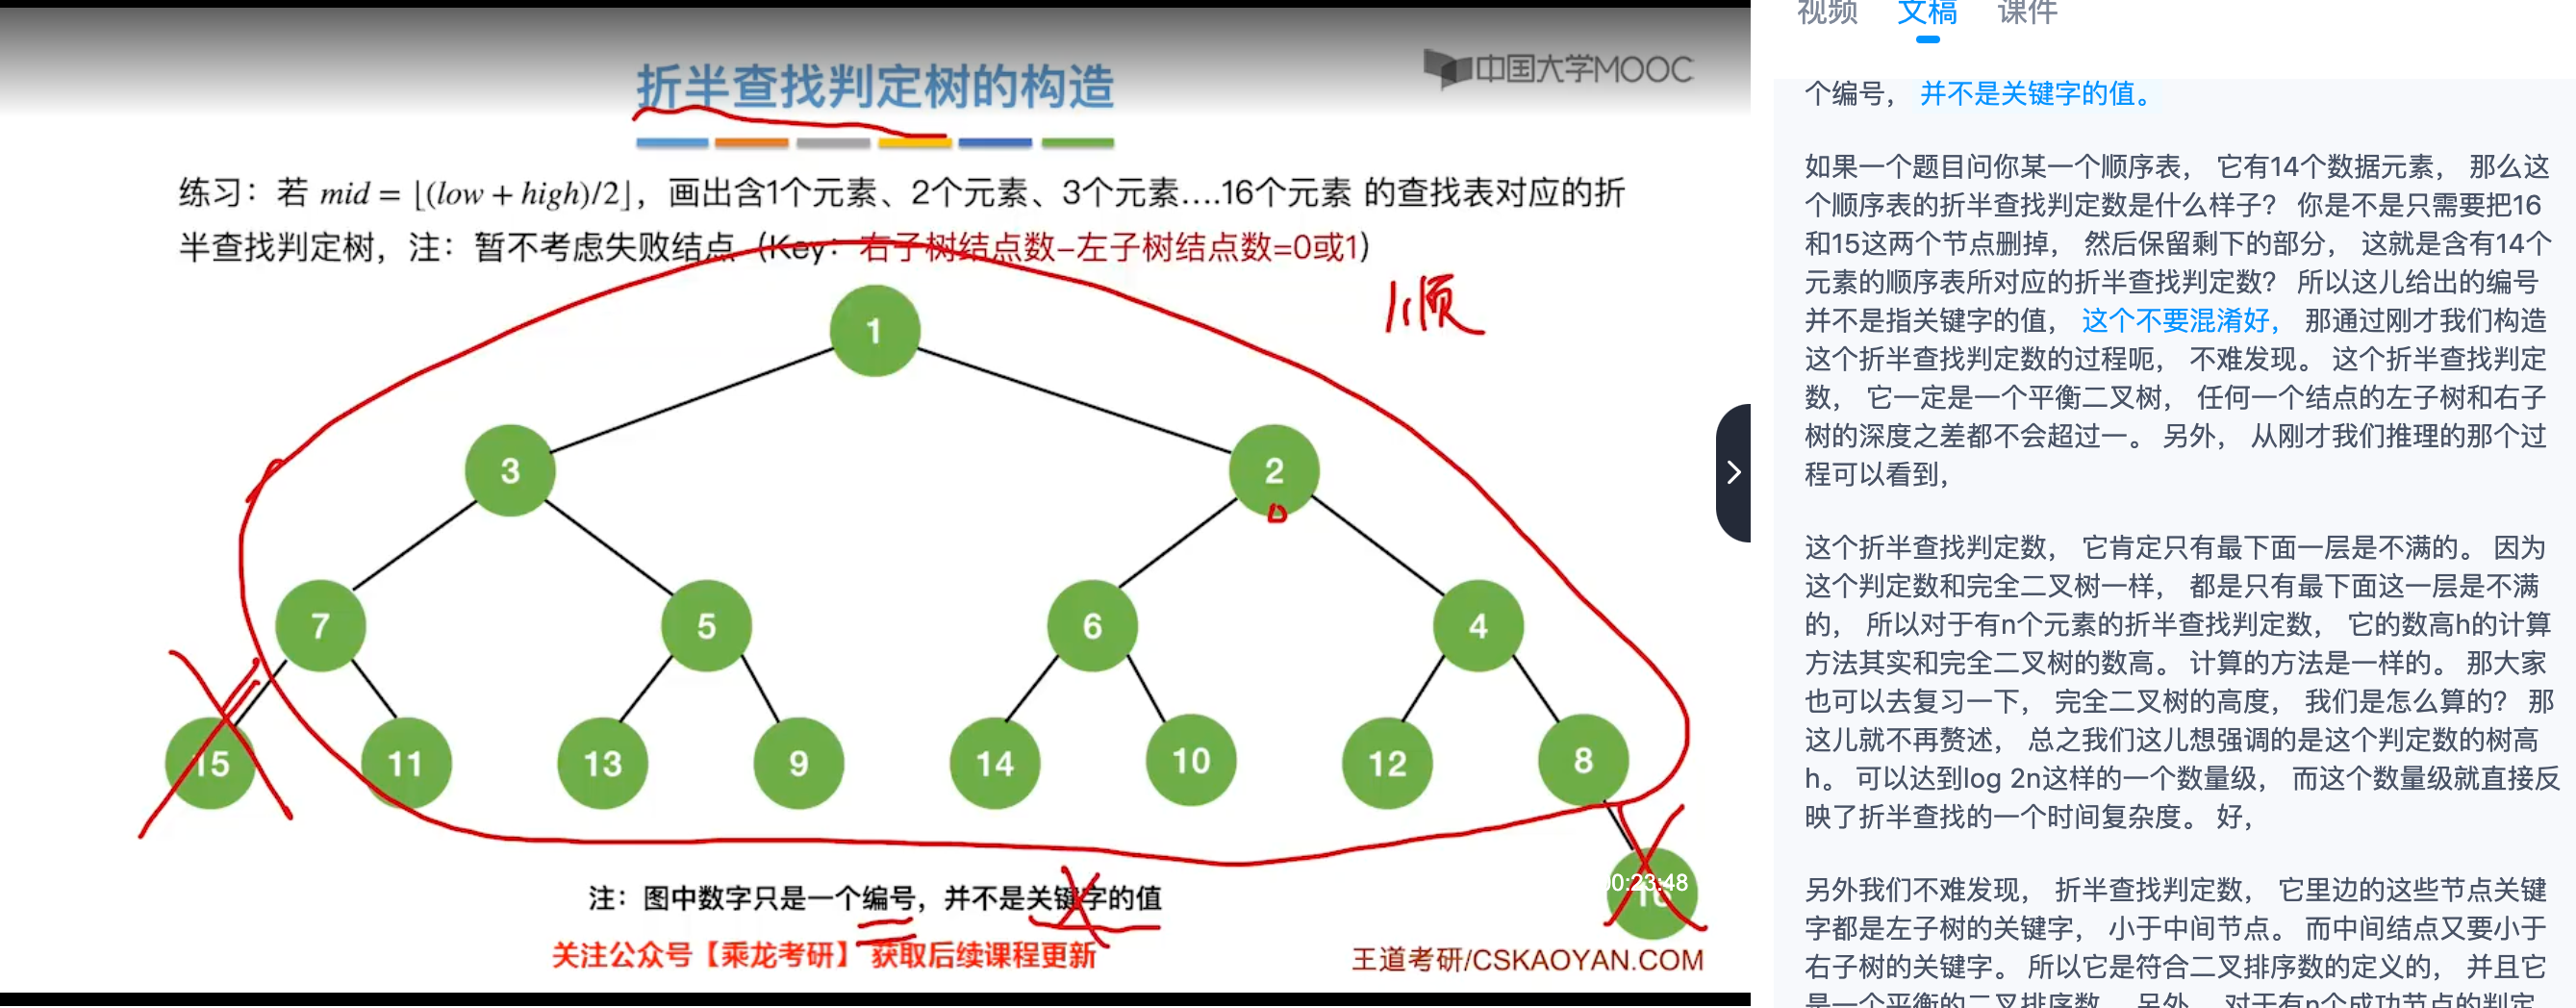 折半查找判定树的构造
中国大学MOOC
练习：若 mid = ⌊(low + high)/2⌋，画出含1个元素、2个元素、3个元素....16个元素 的查找表对应的折
半查找判定树，注：暂不考虑失败结点（Key：右子树结点数–左子树结点数=0或1）
顺
1
3
2
7
5
6
4
15
11
13
9
14
10
12
8
00:23:48
16
注：图中数字只是一个编号，并不是关键字的值
关注公众号【乘龙考研】 获取后续课程更新
王道考研/CSKAOYAN.COM
视频 文稿 课件
个编号， 并不是关键字的值。
如果一个题目问你某一个顺序表， 它有14个数据元素， 那么这
个顺序表的折半查找判定数是什么样子？ 你是不是只需要把16
和15这两个节点删掉， 然后保留剩下的部分， 这就是含有14个
元素的顺序表所对应的折半查找判定数？ 所以这儿给出的编号
并不是指关键字的值， 这个不要混淆好， 那通过刚才我们构造
这个折半查找判定数的过程呃， 不难发现。 这个折半查找判定
数， 它一定是一个平衡二叉树， 任何一个结点的左子树和右子
树的深度之差都不会超过一。 另外， 从刚才我们推理的那个过
程可以看到，
这个折半查找判定数， 它肯定只有最下面一层是不满的。 因为
这个判定数和完全二叉树一样， 都是只有最下面这一层是不满
的， 所以对于有n个元素的折半查找判定数， 它的数高h的计算
方法其实和完全二叉树的数高。 计算的方法是一样的。 那大家
也可以去复习一下， 完全二叉树的高度， 我们是怎么算的？ 那
这儿就不再赘述， 总之我们这儿想强调的是这个判定数的树高
h。 可以达到log 2n这样的一个数量级， 而这个数量级就直接反
映了折半查找的一个时间复杂度。 好，
另外我们不难发现， 折半查找判定数， 它里边的这些节点关键
字都是左子树的关键字， 小于中间节点。 而中间结点又要小于
右子树的关键字。 所以它是符合二叉排序数的定义的， 并且它
是一个平衡的二叉排序数。 另外， 对于有n个成功节点的判定